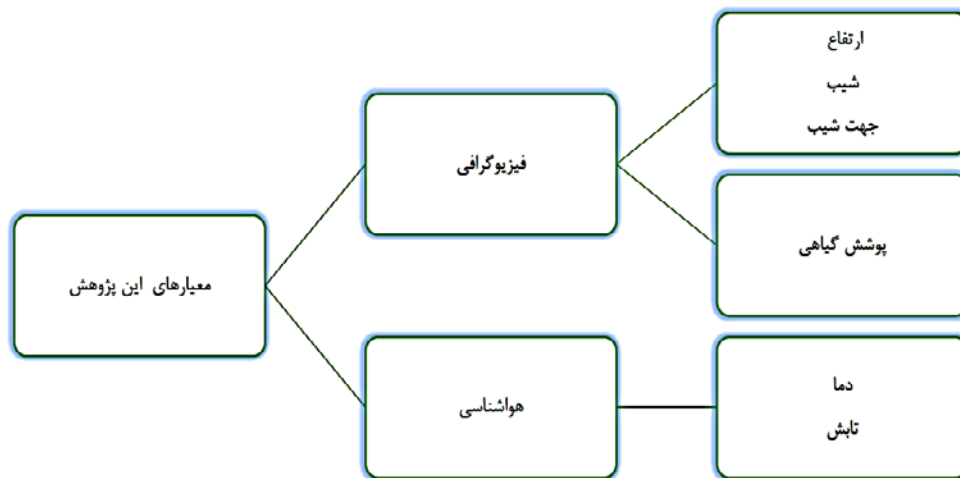 معیارهای این پژوهش
فیزیوگرافی
ارتفاع
شیب
جهت شیب
پوشش گیاهی
هواشناسی
دما
تابش